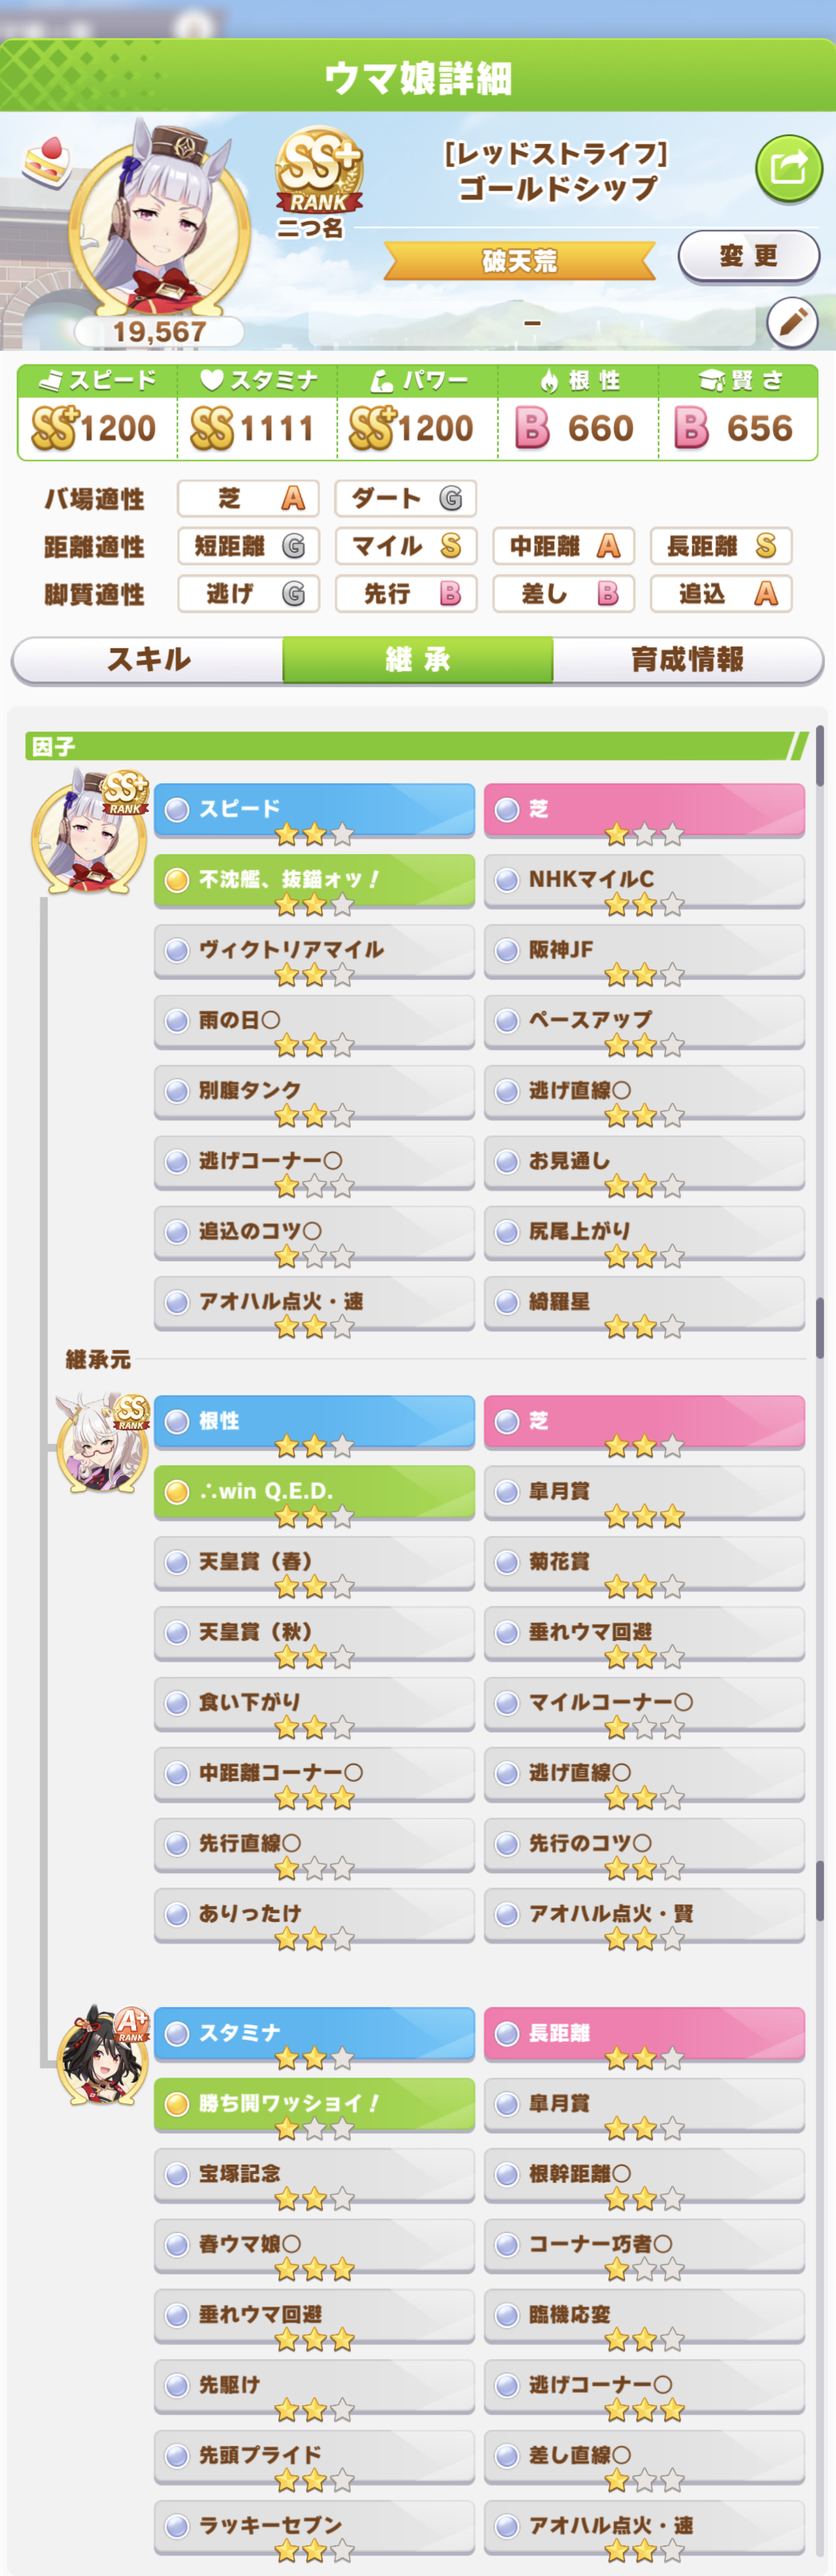 ウマ娘詳細
SS+
RANK
[レッドストライフ]
ゴールドシップ
二つ名
破天荒
変更
19,567
－
スピード スタミナ パワー 根性 賢さ
SS+ 1200 SS 1111 SS+ 1200 B 660 B 656
バ場適性 芝 A ダート G
距離適性 短距離 G マイル S 中距離 A 長距離 S
脚質適性 逃げ G 先行 B 差し B 追込 A
スキル 継承 育成情報
因子
SS+
RANK
スピード 芝
不沈艦、抜錨ォッ！ NHKマイルC
ヴィクトリアマイル 阪神JF
雨の日○ ペースアップ
別腹タンク 逃げ直線○
逃げコーナー○ お見通し
追込のコツ○ 尻尾上がり
アオハル点火・速 綺羅星
継承元
SS
RANK
根性 芝
∴win Q.E.D. 皐月賞
天皇賞（春） 菊花賞
天皇賞（秋） 垂れウマ回避
食い下がり マイルコーナー○
中距離コーナー○ 逃げ直線○
先行直線○ 先行のコツ○
ありったけ アオハル点火・賢
A+
RANK
スタミナ 長距離
勝ち鬨ワッショイ！ 皐月賞
宝塚記念 根幹距離○
春ウマ娘○ コーナー巧者○
垂れウマ回避 臨機応変
先駆け 逃げコーナー○
先頭プライド 差し直線○
ラッキーセブン アオハル点火・速